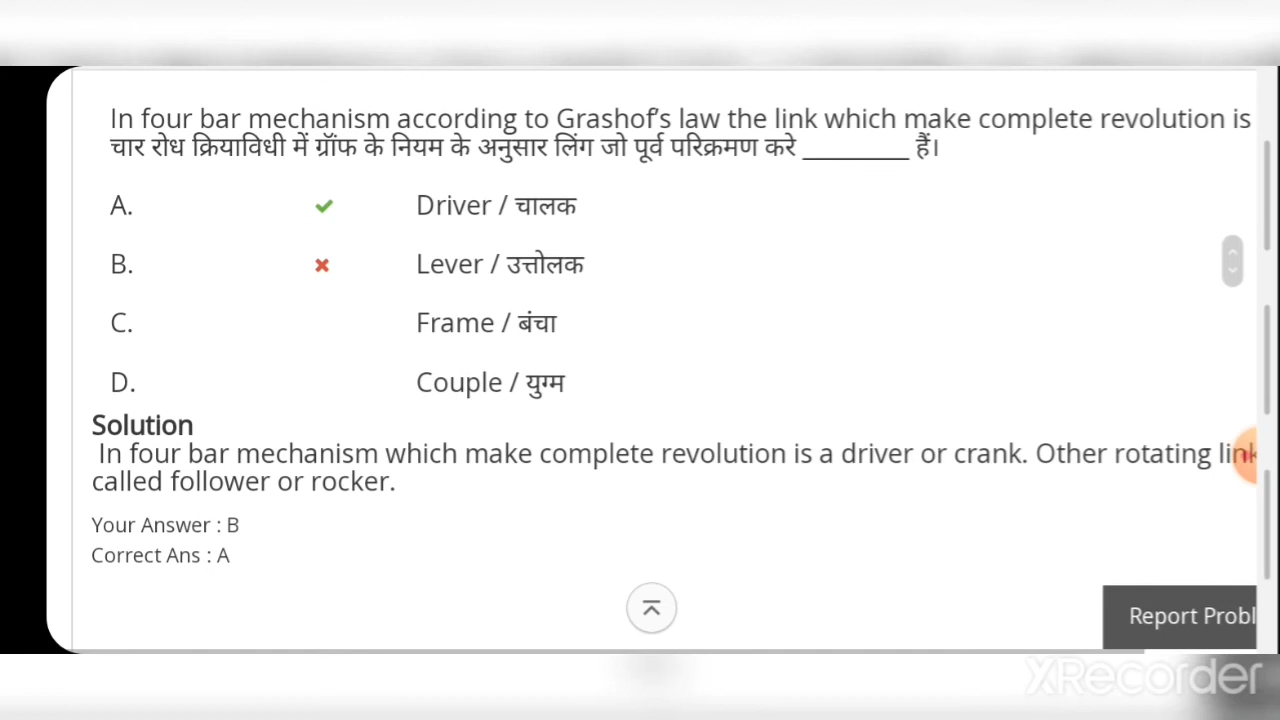 In four bar mechanism according to Grashof's law the link which make complete revolution is
चार रोध क्रियाविधी में ग्रॉफ के नियम के अनुसार लिंग जो पूर्व परिक्रमण करे _________ हैं।
A. Driver / चालक
B. Lever / उत्तोलक
C. Frame / बंचा
D. Couple / युग्म
Solution
In four bar mechanism which make complete revolution is a driver or crank. Other rotating link
called follower or rocker.
Your Answer : B
Correct Ans : A
Report Probl
XRecorder